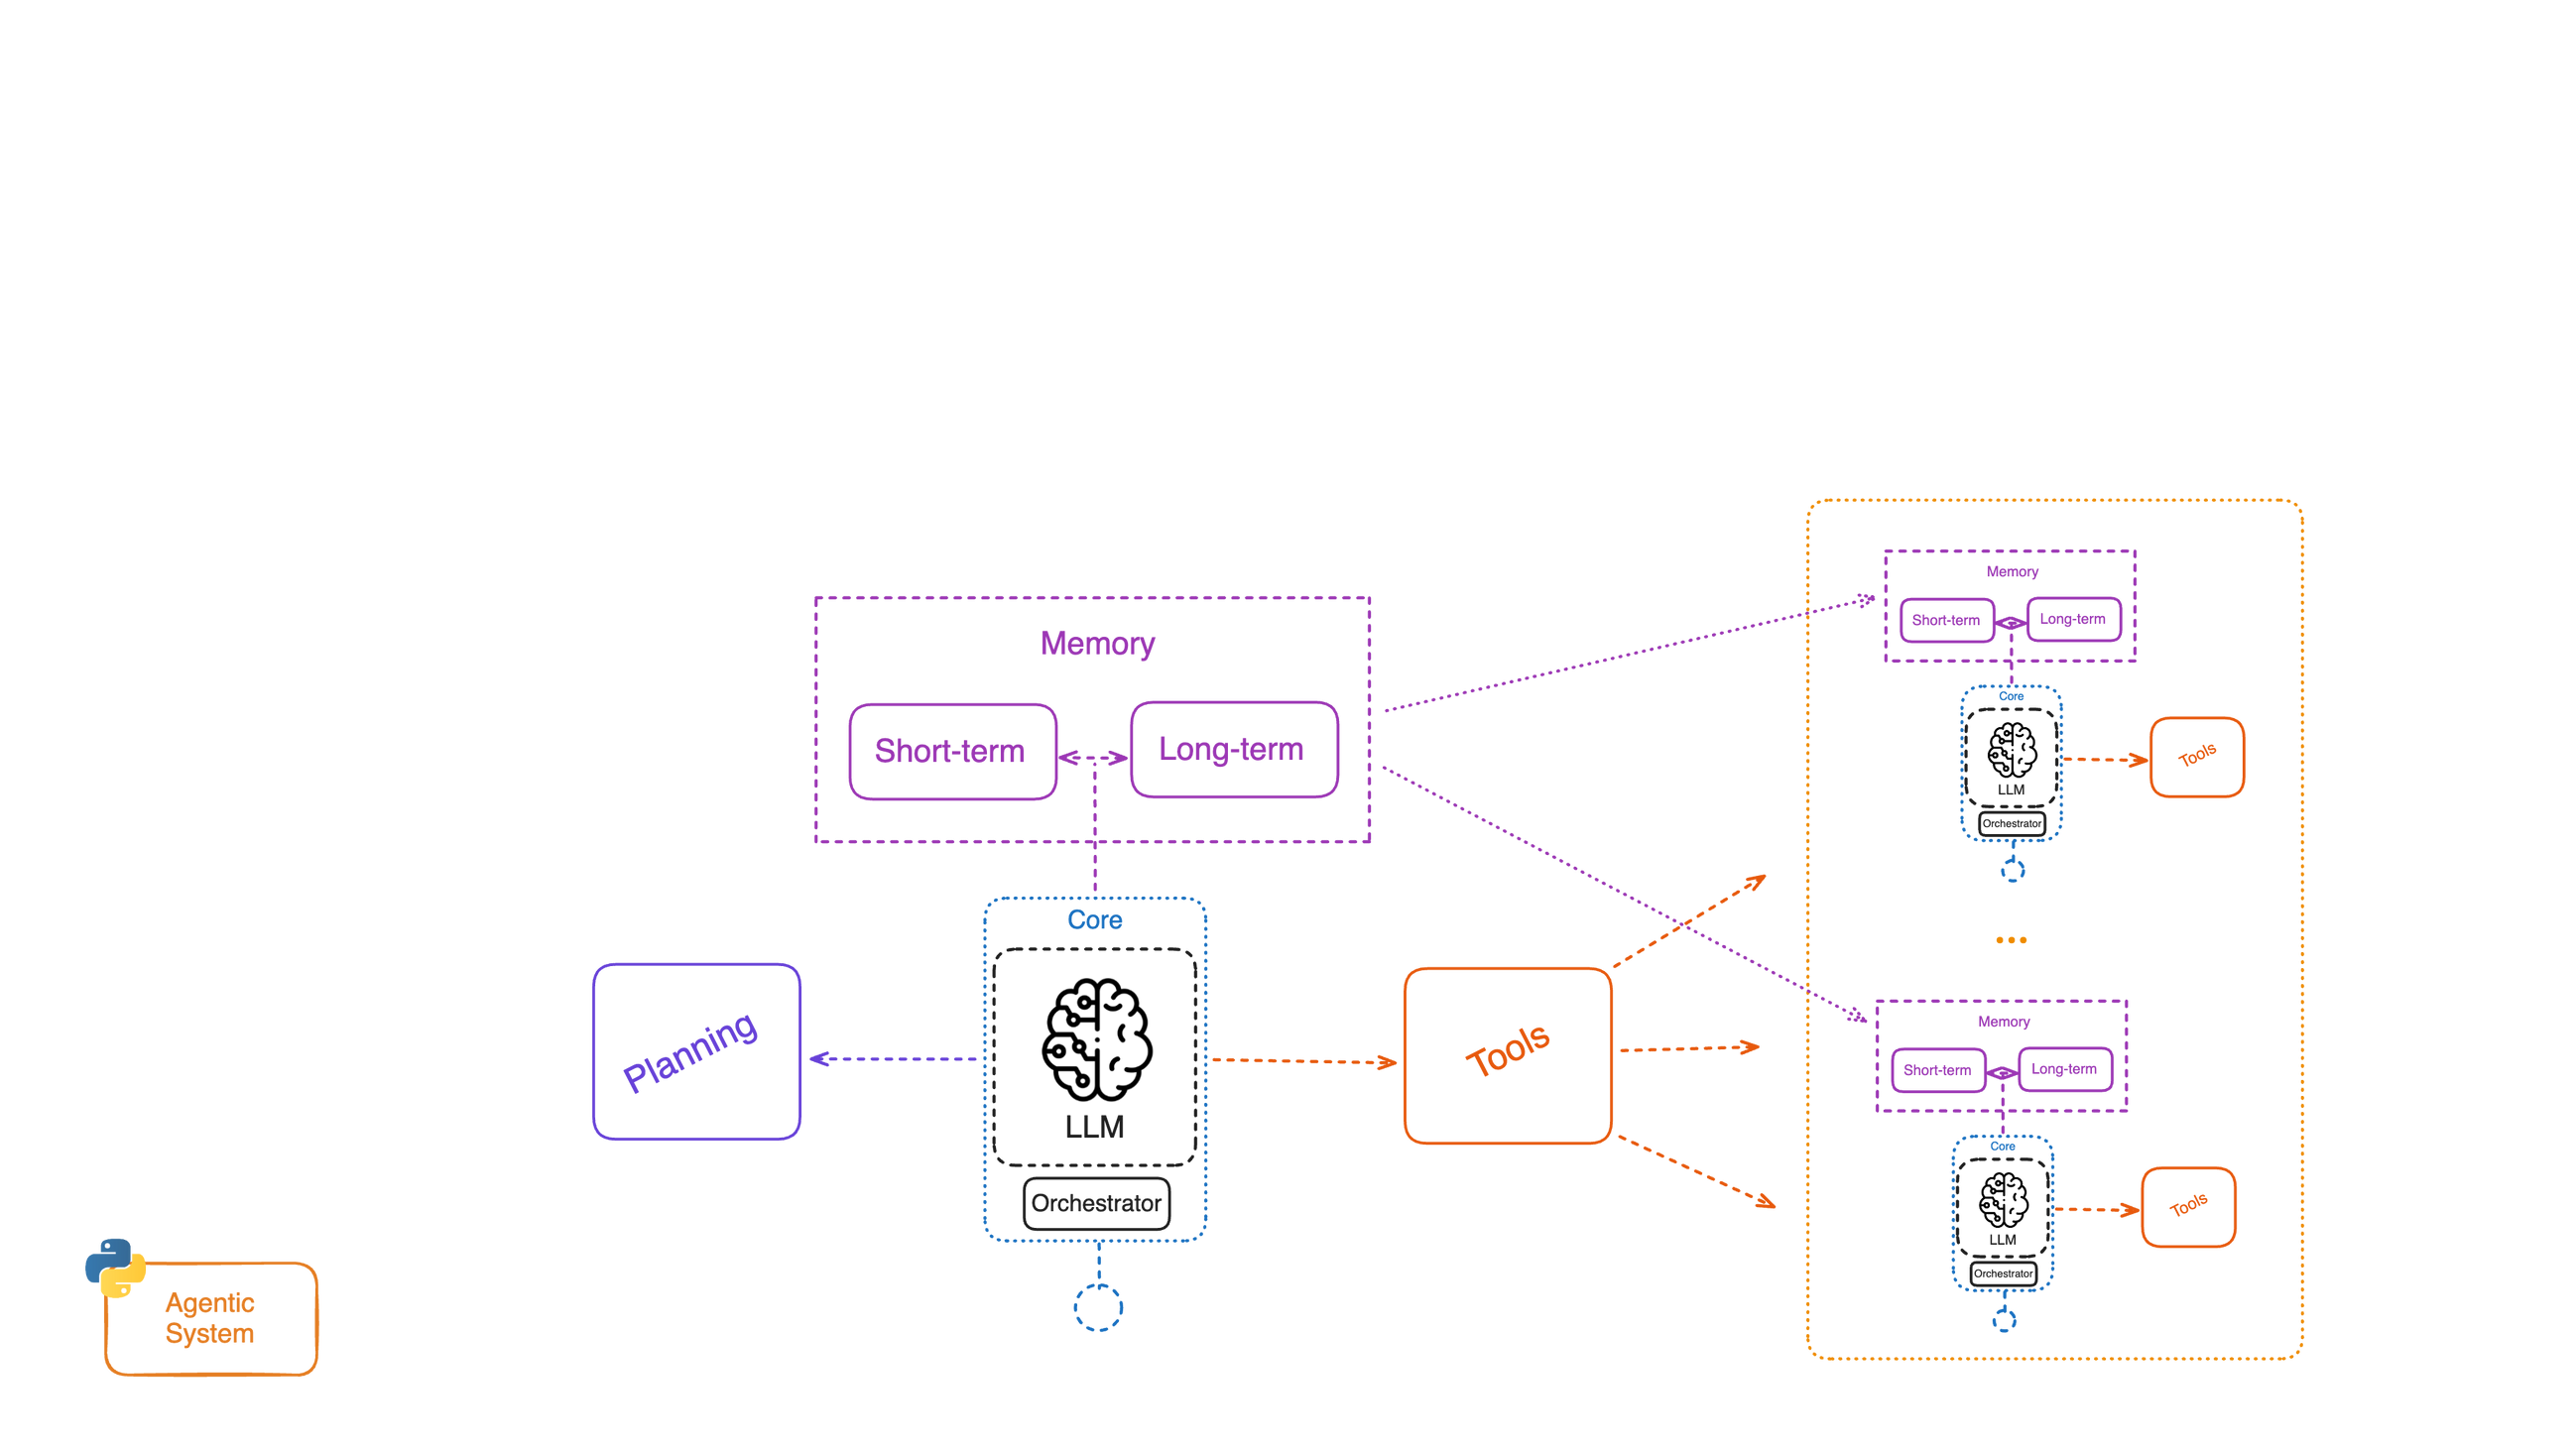 Memory
Short-term
Long-term
Core
LLM
Orchestrator
Planning
Tools
Agentic
System
Memory
Short-term
Long-term
Core
LLM
Orchestrator
Tools
...
Memory
Short-term
Long-term
Core
LLM
Orchestrator
Tools